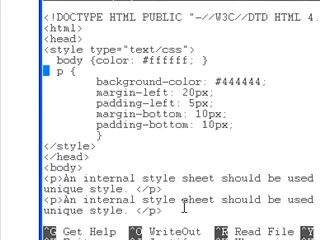 <!DOCTYPE HTML PUBLIC "-//W3C//DTD HTML 4.
<html>
<head>
<style type="text/css">
body {color: #ffffff; }
p {
background-color: #444444;
margin-left: 20px;
padding-left: 5px;
margin-bottom: 10px;
padding-bottom: 10px;
}
</style>
</head>
<body>
<p>An internal style sheet should be used
unique style. </p>
<p>An internal style sheet should be used
unique style. </p>
^G Get Help ^O WriteOut ^R Read File ^Y